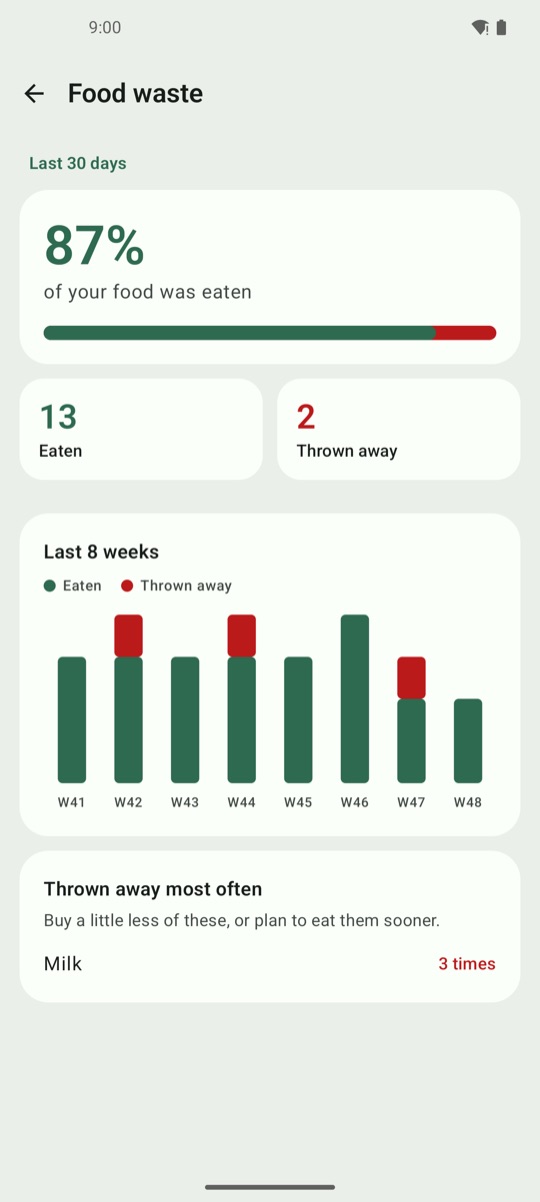 9:00
Food waste
Last 30 days
87%
of your food was eaten
13
Eaten
2
Thrown away
Last 8 weeks
Eaten
Thrown away
W41 W42 W43 W44 W45 W46 W47 W48
Thrown away most often
Buy a little less of these, or plan to eat them sooner.
Milk 3 times